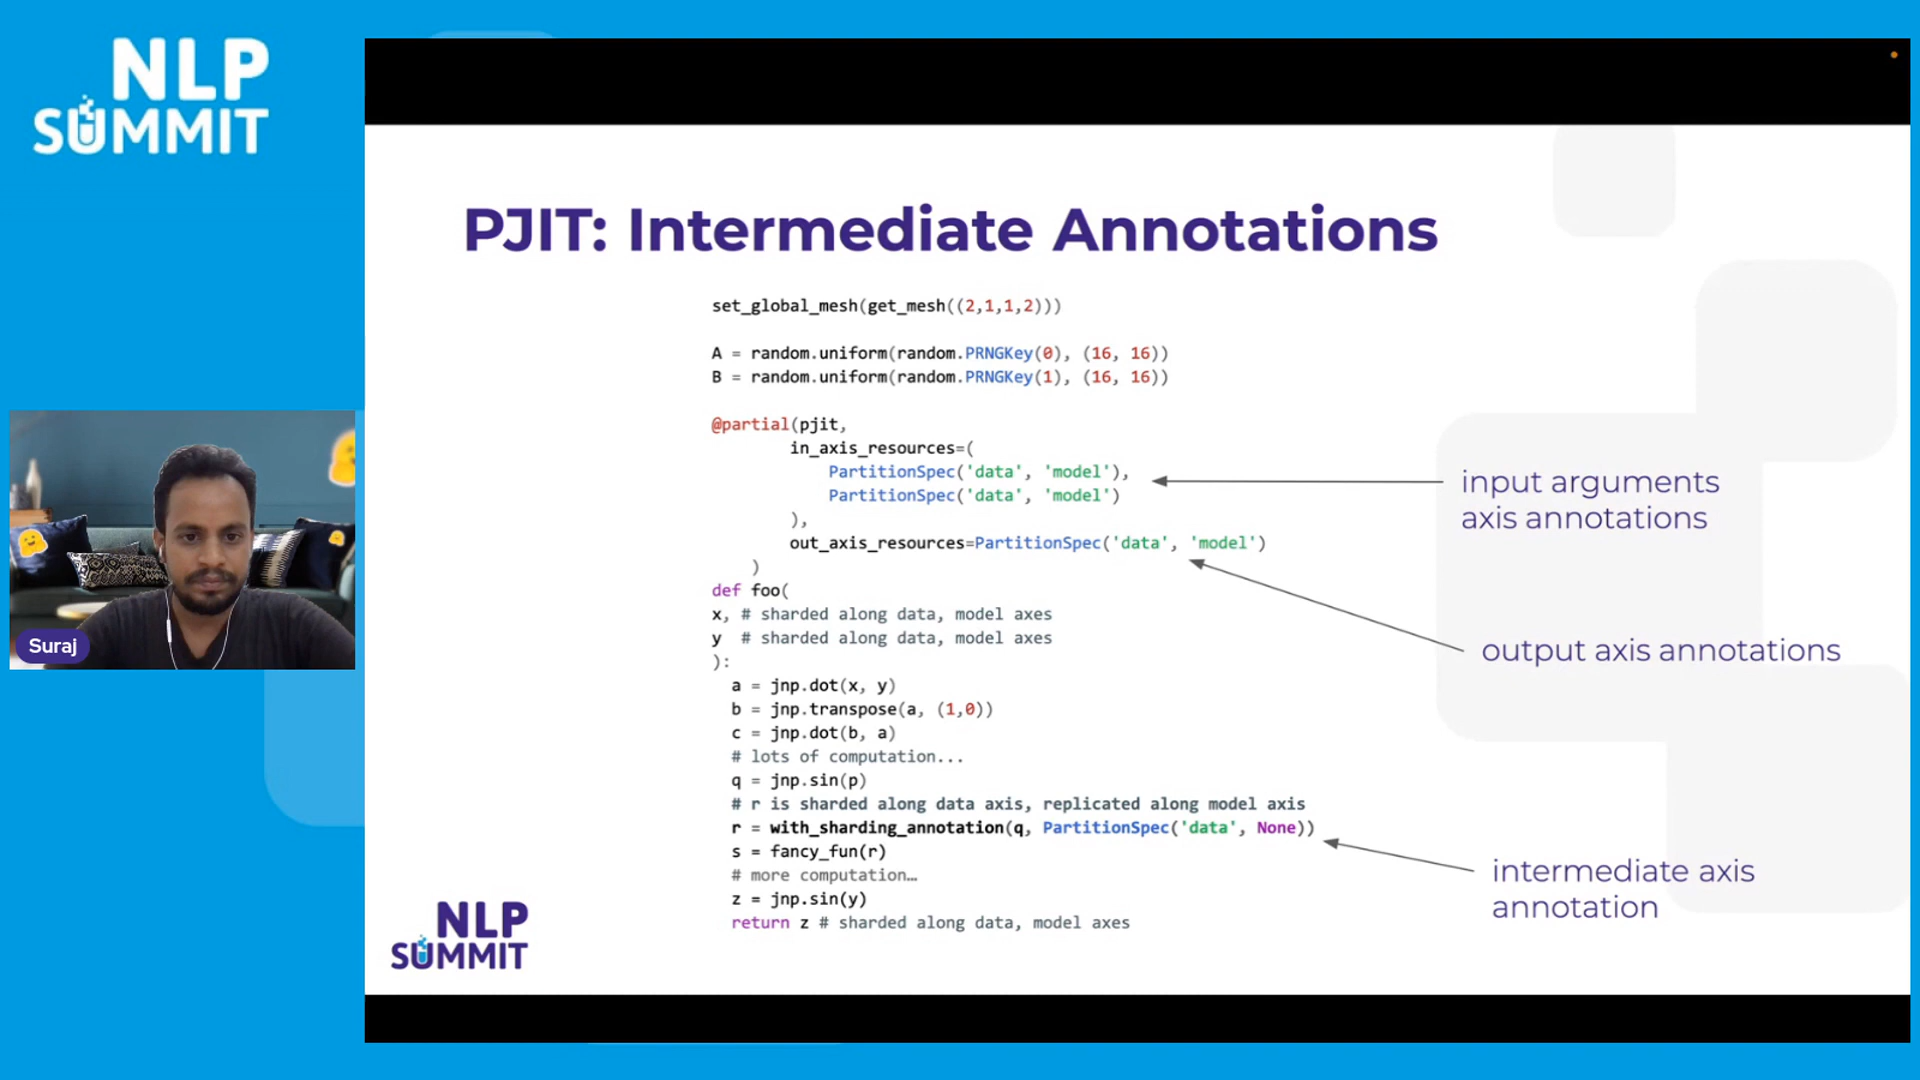 NLP
SUMMIT
PJIT: Intermediate Annotations
set_global_mesh(get_mesh((2,1,1,2)))
A = random.uniform(random.PRNGKey(0), (16, 16))
B = random.uniform(random.PRNGKey(1), (16, 16))
@partial(pjit,
in_axis_resources=(
PartitionSpec('data', 'model'),
PartitionSpec('data', 'model')
),
out_axis_resources=PartitionSpec('data', 'model')
)
def foo(
x, # sharded along data, model axes
y # sharded along data, model axes
):
a = jnp.dot(x, y)
b = jnp.transpose(a, (1,0))
c = jnp.dot(b, a)
# lots of computation...
q = jnp.sin(p)
# r is sharded along data axis, replicated along model axis
r = with_sharding_annotation(q, PartitionSpec('data', None))
s = fancy_fun(r)
# more computation…
z = jnp.sin(y)
return z # sharded along data, model axes
input arguments
axis annotations
output axis annotations
intermediate axis
annotation
Suraj
NLP
SUMMIT